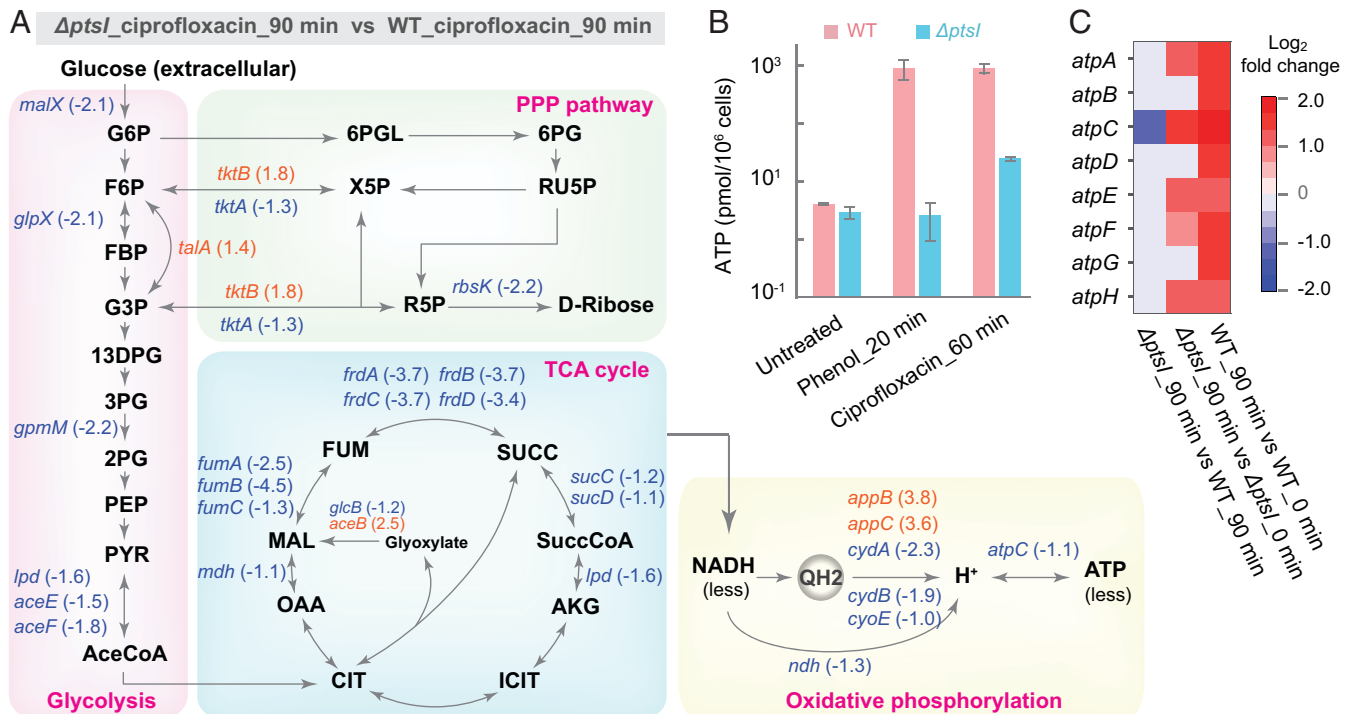 A
ΔptsI_ciprofloxacin_90 min vs WT_ciprofloxacin_90 min
Glucose (extracellular)
malX (-2.1)
G6P
F6P
glpX (-2.1)
FBP
talA (1.4)
G3P
13DPG
3PG
gpmM (-2.2)
2PG
PEP
PYR
lpd (-1.6)
aceE (-1.5)
aceF (-1.8)
AceCoA
Glycolysis
PPP pathway
6PGL
6PG
tktB (1.8)
tktA (-1.3)
X5P
RU5P
tktB (1.8)
tktA (-1.3)
R5P
rbsK (-2.2)
D-Ribose
TCA cycle
frdA (-3.7) frdB (-3.7)
frdC (-3.7) frdD (-3.4)
FUM
SUCC
fumA (-2.5)
fumB (-4.5)
fumC (-1.3)
sucC (-1.2)
sucD (-1.1)
glcB (-1.2)
aceB (2.5)
MAL
Glyoxylate
SuccCoA
mdh (-1.1)
lpd (-1.6)
OAA
AKG
CIT
ICIT
appB (3.8)
appC (3.6)
cydA (-2.3)
cydB (-1.9)
cyoE (-1.0)
NADH
(less)
QH2
H+
atpC (-1.1)
ATP
(less)
ndh (-1.3)
Oxidative phosphorylation
B
WT
ΔptsI
ATP (pmol/10⁶ cells)
10³
10¹
10⁻¹
Untreated
Phenol_20 min
Ciprofloxacin_60 min
C
atpA
atpB
atpC
atpD
atpE
atpF
atpG
atpH
Log₂
fold change
2.0
1.0
0
-1.0
-2.0
ΔptsI_90 min vs WT_90 min
ΔptsI_90 min vs ΔptsI_0 min
WT_90 min vs WT_0 min